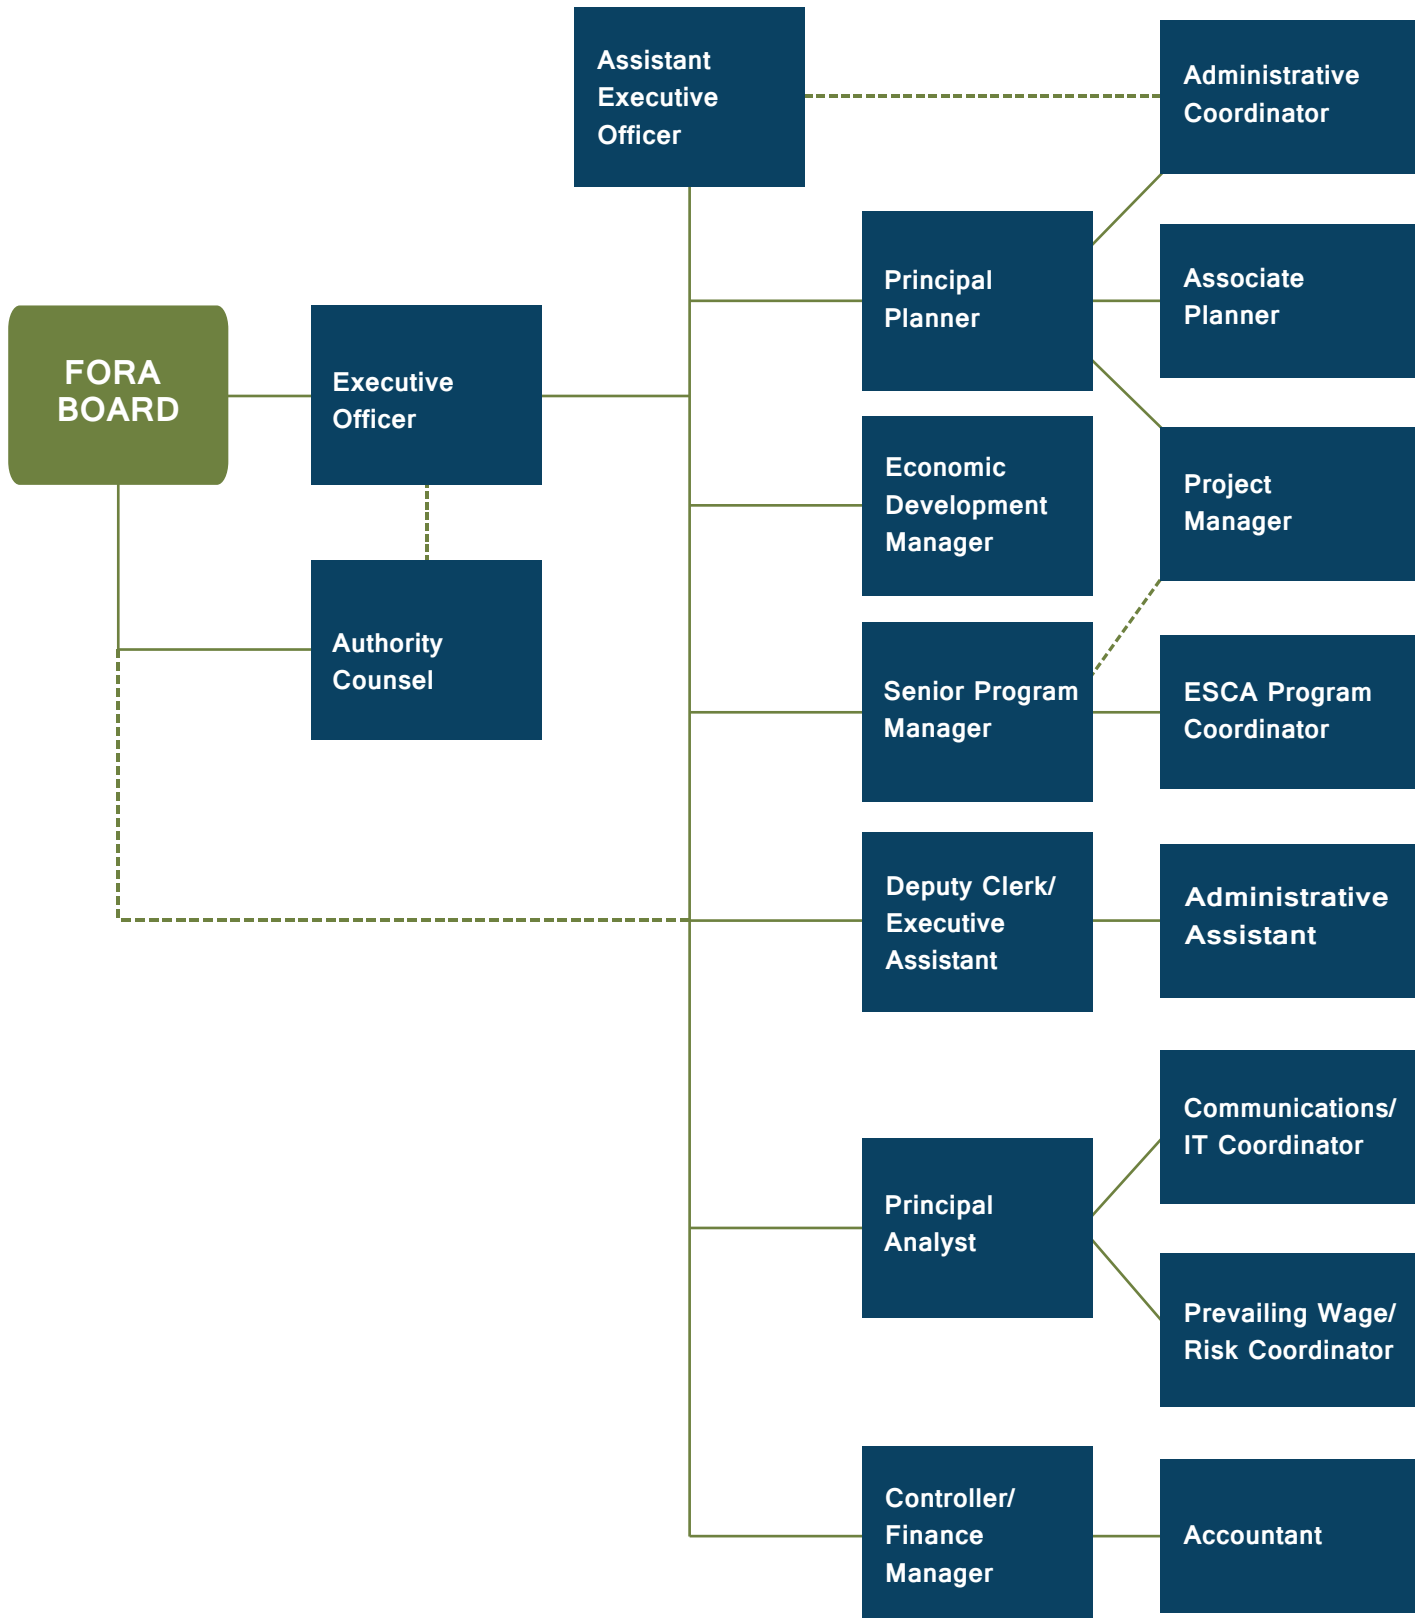 Assistant
Executive
Officer
Administrative
Coordinator
Principal
Planner
Associate
Planner
FORA
BOARD
Executive
Officer
Economic
Development
Manager
Project
Manager
Authority
Counsel
Senior Program
Manager
ESCA Program
Coordinator
Deputy Clerk/
Executive
Assistant
Administrative
Assistant
Principal
Analyst
Communications/
IT Coordinator
Prevailing Wage/
Risk Coordinator
Controller/
Finance
Manager
Accountant